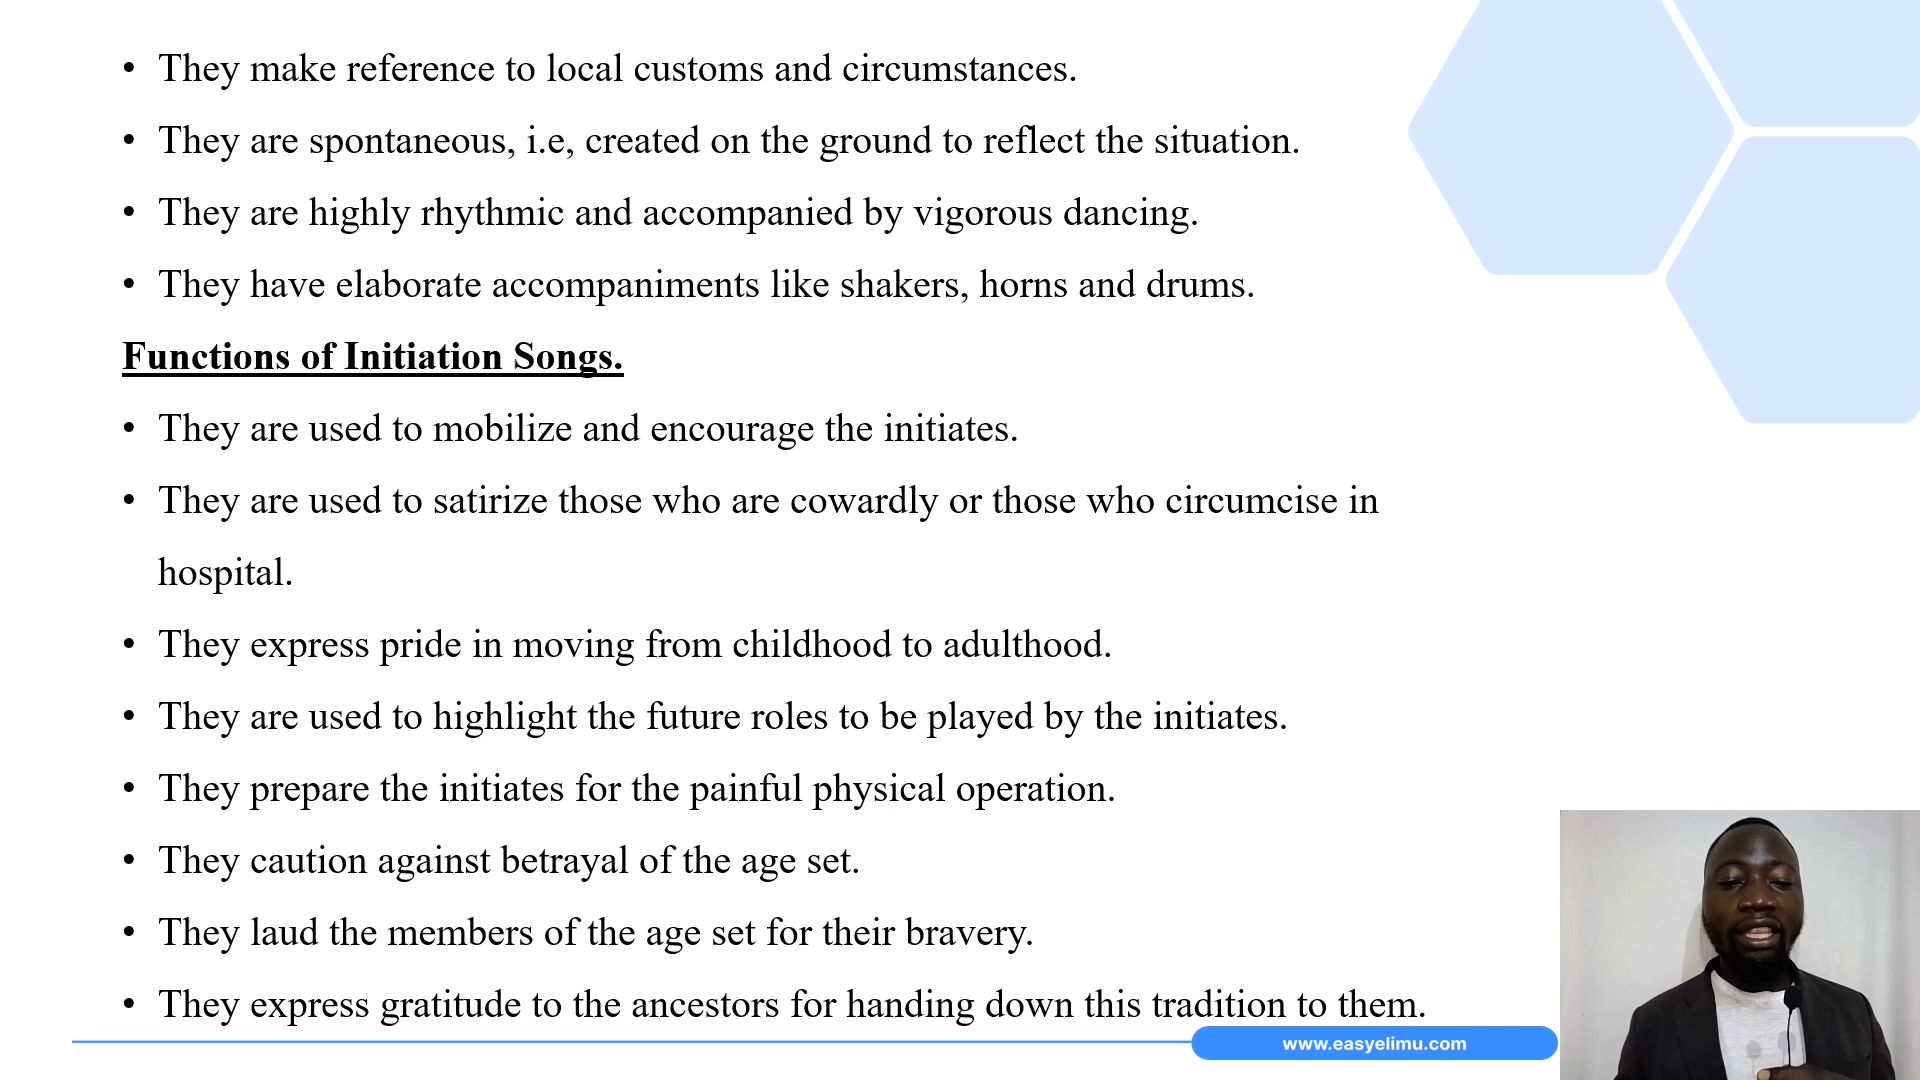 • They make reference to local customs and circumstances.
• They are spontaneous, i.e, created on the ground to reflect the situation.
• They are highly rhythmic and accompanied by vigorous dancing.
• They have elaborate accompaniments like shakers, horns and drums.
Functions of Initiation Songs.
• They are used to mobilize and encourage the initiates.
• They are used to satirize those who are cowardly or those who circumcise in
hospital.
• They express pride in moving from childhood to adulthood.
• They are used to highlight the future roles to be played by the initiates.
• They prepare the initiates for the painful physical operation.
• They caution against betrayal of the age set.
• They laud the members of the age set for their bravery.
• They express gratitude to the ancestors for handing down this tradition to them.
www.easyelimu.com